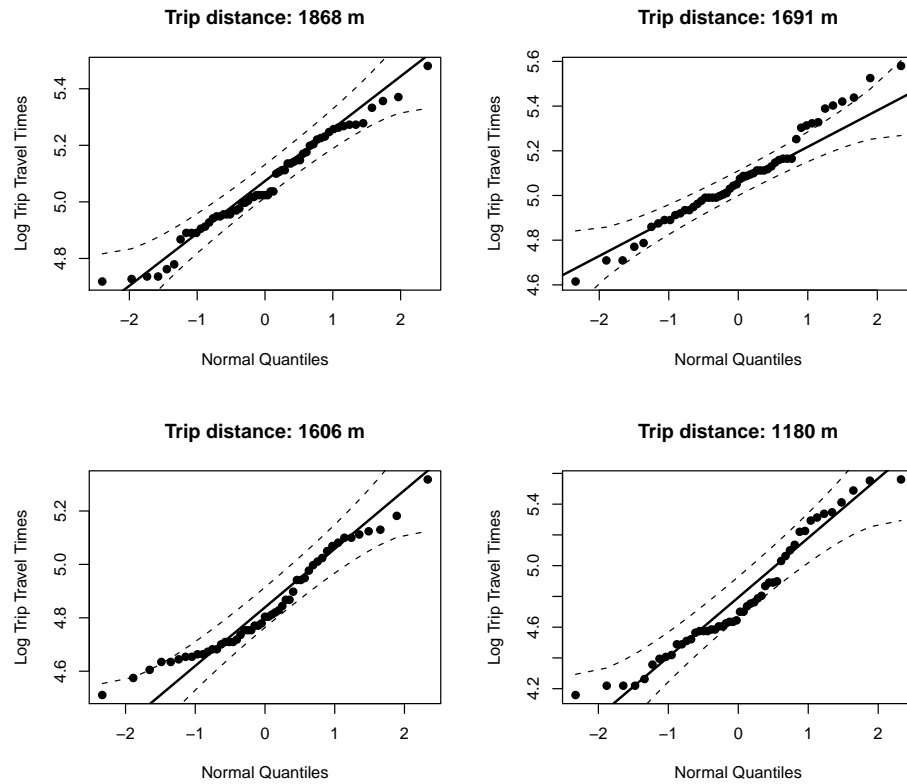 Trip distance: 1868 m
Log Trip Travel Times
4.8 5.0 5.2 5.4
−2 −1 0 1 2
Normal Quantiles
Trip distance: 1691 m
Log Trip Travel Times
4.6 4.8 5.0 5.2 5.4 5.6
−2 −1 0 1 2
Normal Quantiles
Trip distance: 1606 m
Log Trip Travel Times
4.6 4.8 5.0 5.2
−2 −1 0 1 2
Normal Quantiles
Trip distance: 1180 m
Log Trip Travel Times
4.2 4.6 5.0 5.4
−2 −1 0 1 2
Normal Quantiles